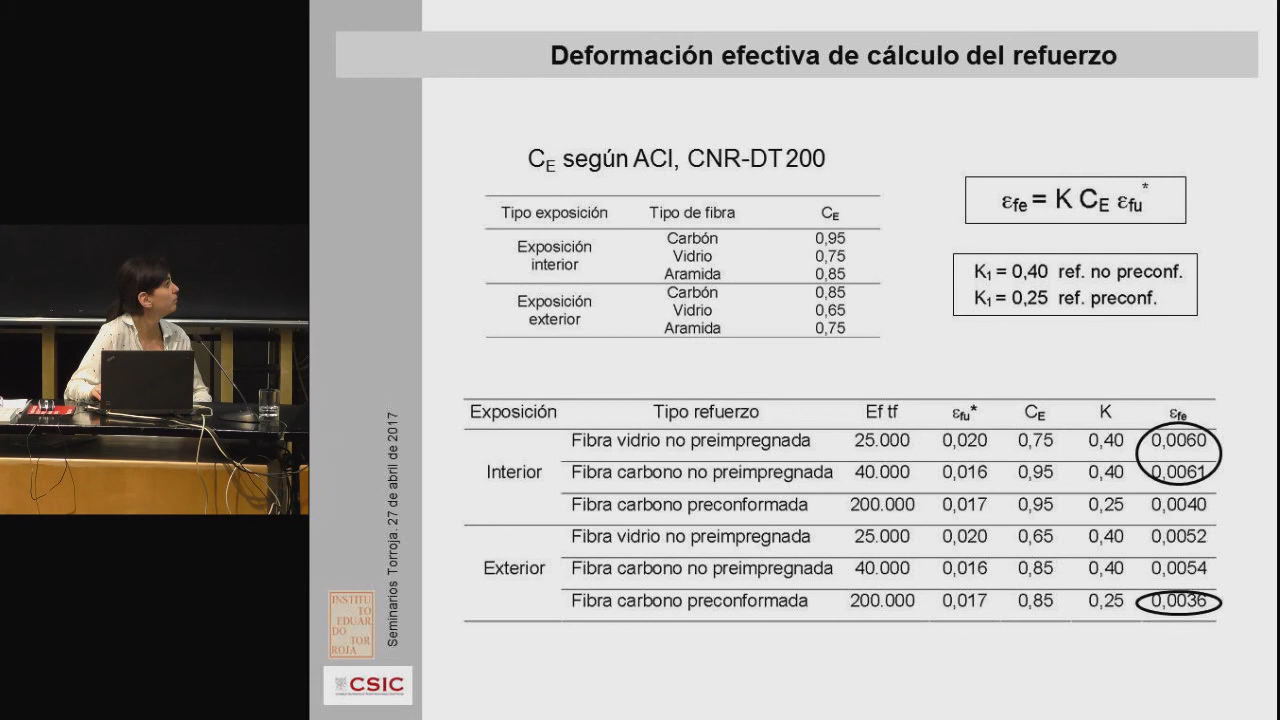 Deformación efectiva de cálculo del refuerzo
CE según ACI, CNR-DT 200
Tipo exposición Tipo de fibra CE
Exposición interior Carbón 0,95
Vidrio 0,75
Aramida 0,85
Exposición exterior Carbón 0,85
Vidrio 0,65
Aramida 0,75
εfe = K CE εfu*
K1 = 0,40 ref. no preconf.
K1 = 0,25 ref. preconf.
Exposición Tipo refuerzo Ef tf εfu* CE K εfe
Interior Fibra vidrio no preimpregnada 25.000 0,020 0,75 0,40 0,0060
Fibra carbono no preimpregnada 40.000 0,016 0,95 0,40 0,0061
Fibra carbono preconformada 200.000 0,017 0,95 0,25 0,0040
Exterior Fibra vidrio no preimpregnada 25.000 0,020 0,65 0,40 0,0052
Fibra carbono no preimpregnada 40.000 0,016 0,85 0,40 0,0054
Fibra carbono preconformada 200.000 0,017 0,85 0,25 0,0036
Seminarios Torroja. 27 de abril de 2017
INSTITU
TO
EDUAR
DO
TOR
ROJA
CSIC